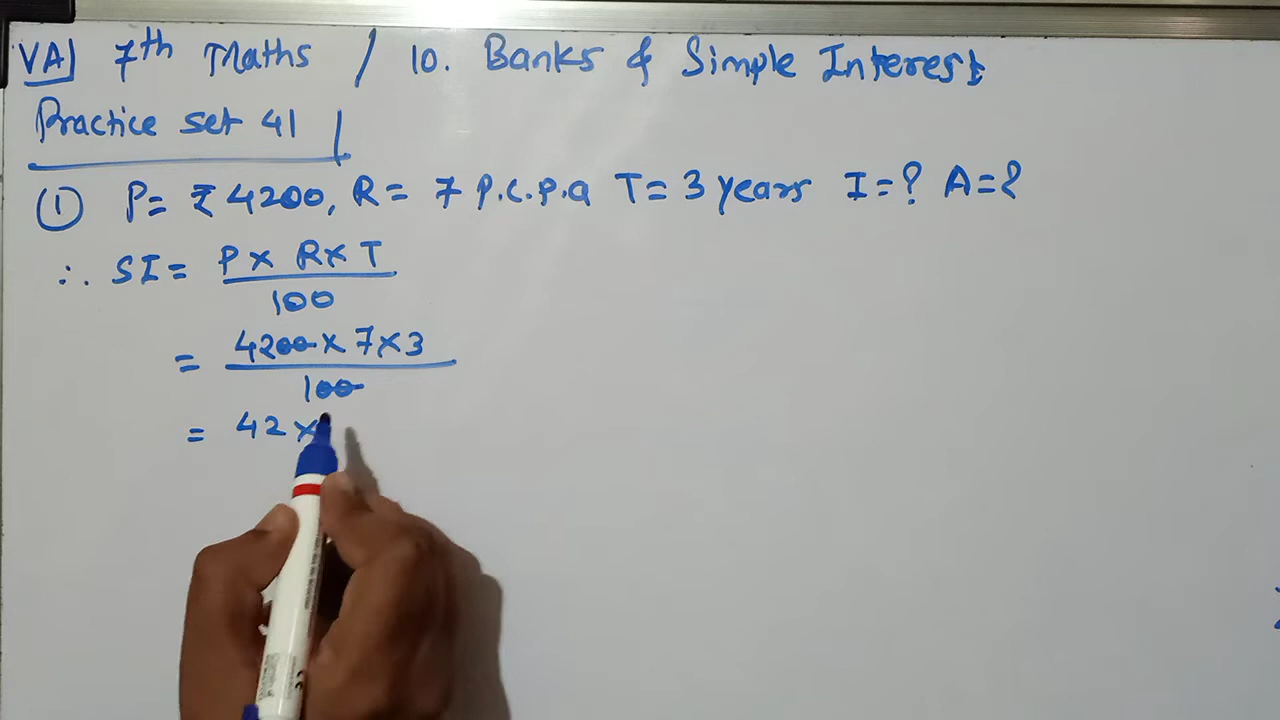 VA| 7th Maths / 10. Banks & Simple Interest
Practice set 41
① P= ₹4200, R= 7 P.C.P.a T= 3 years I=? A=?
∴ SI= P× R× T
100
= 4200× 7×3
100
= 42×